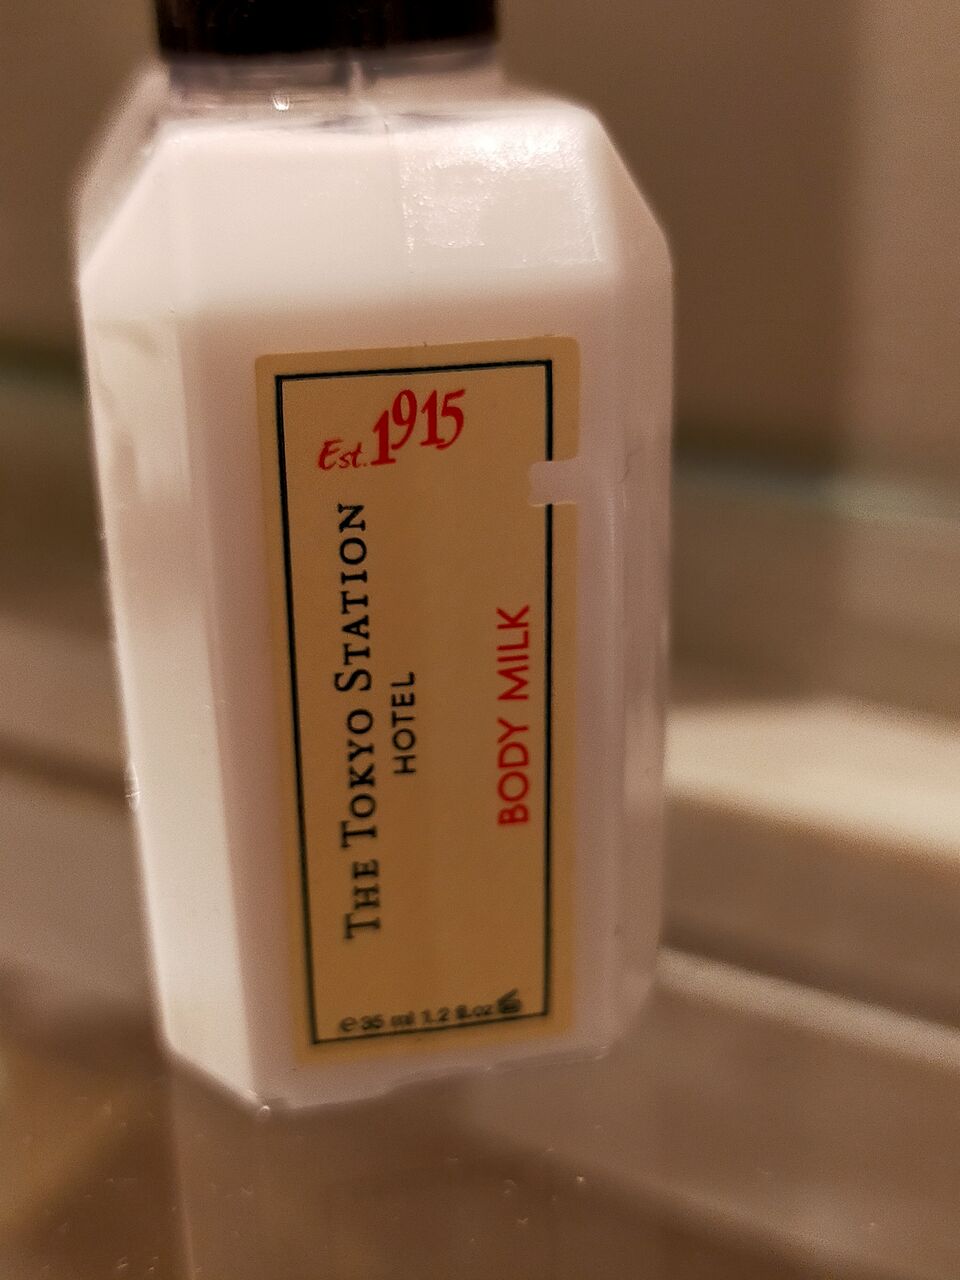 Est. 1915
THE TOKYO STATION
HOTEL
BODY MILK
℮35 ml 1.2 fl.oz